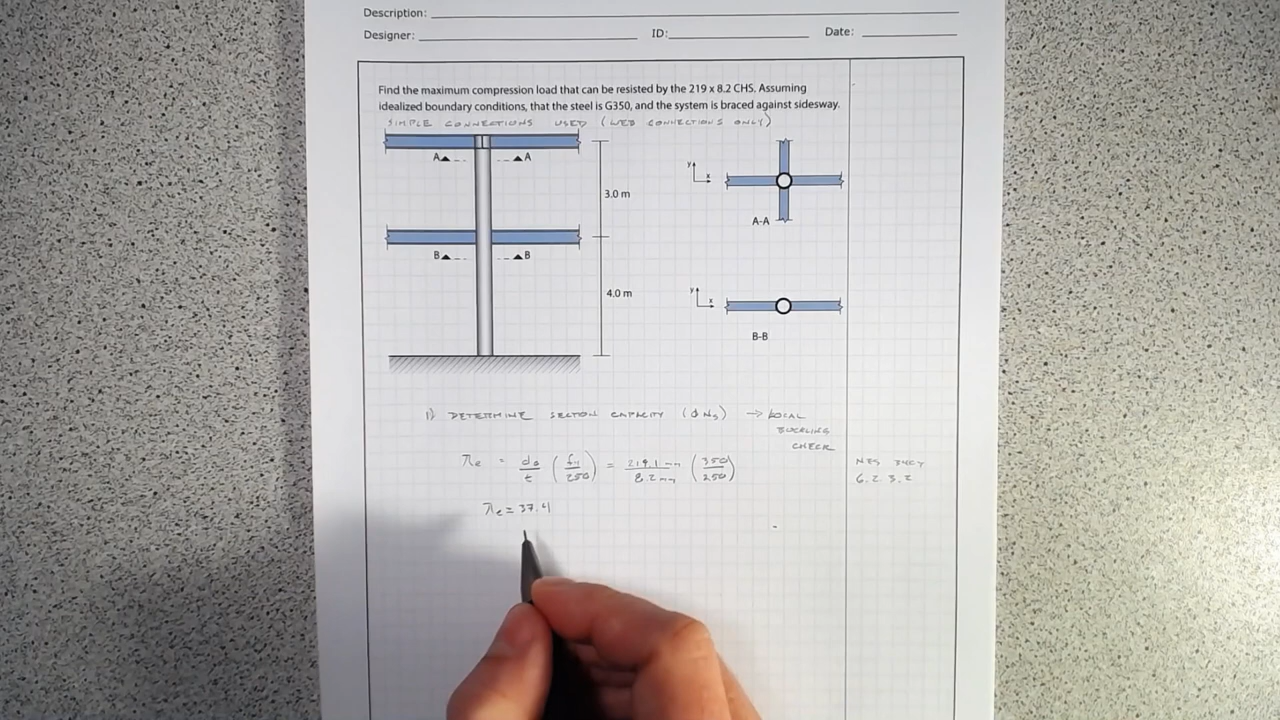 Description:
Designer: ID: Date:
Find the maximum compression load that can be resisted by the 219 x 8.2 CHS. Assuming
idealized boundary conditions, that the steel is G350, and the system is braced against sidesway.
SIMPLE CONNECTIONS USED (WEB CONNECTIONS ONLY)
A A
3.0 m
y x
A-A
B B
4.0 m
y x
B-B
1) DETERMINE SECTION CAPACITY (ϕNs) → LOCAL
BUCKLING
CHECK
λe = do/t (fy/250) = 219.1 mm/8.2 mm (350/250)
NZS 3404
6.2.3.2
λe = 37.4